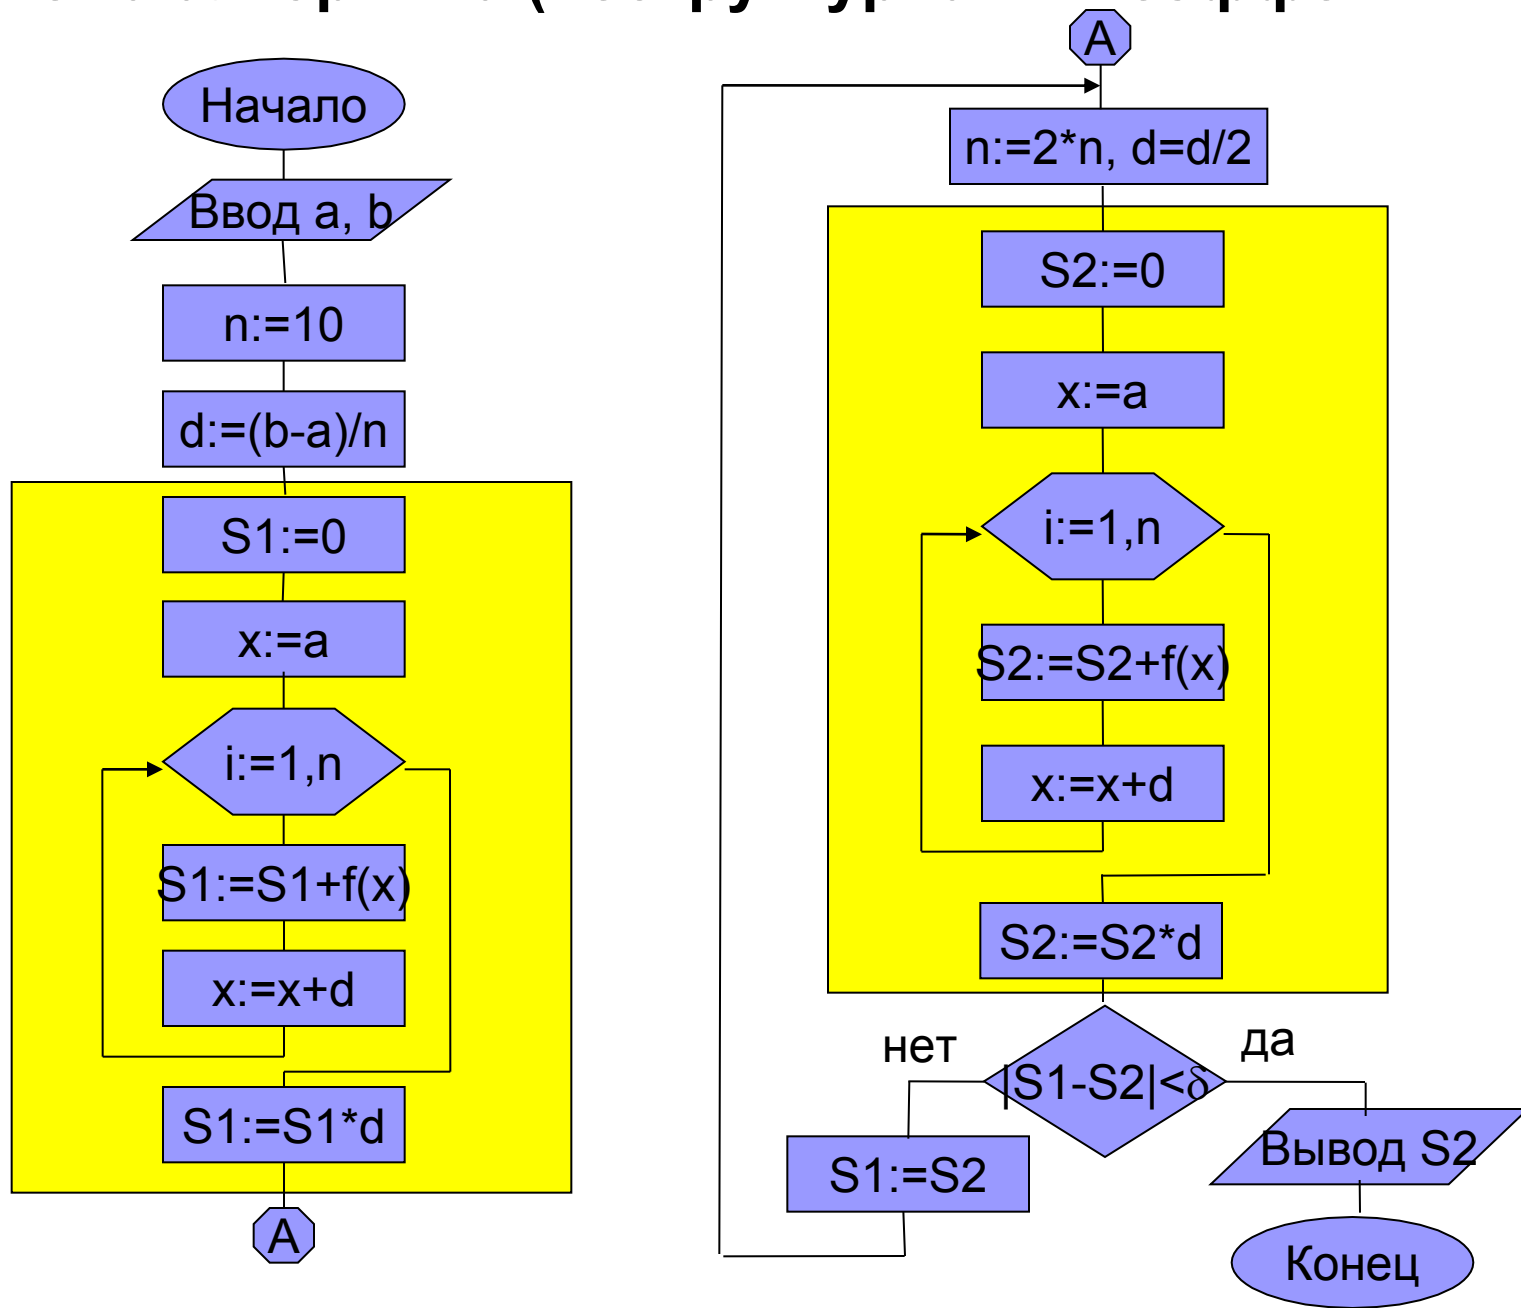 Начало
Ввод a, b
n:=10
d:=(b-a)/n
S1:=0
x:=a
i:=1,n
S1:=S1+f(x)
x:=x+d
S1:=S1*d
А
А
n:=2*n, d=d/2
S2:=0
x:=a
i:=1,n
S2:=S2+f(x)
x:=x+d
S2:=S2*d
нет
|S1-S2|<δ
да
S1:=S2
Вывод S2
Конец